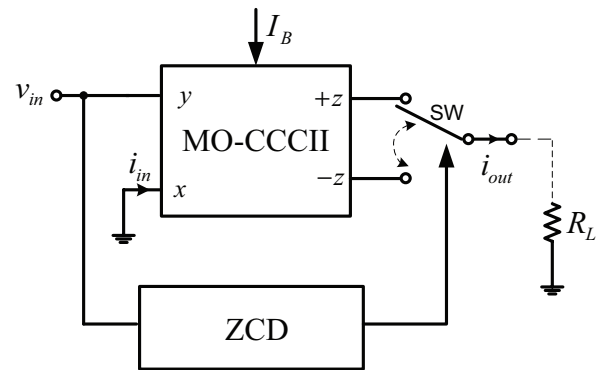 I_B
v_in
y
+z
SW
MO-CCCII
i_in
x
−z
i_out
R_L
ZCD